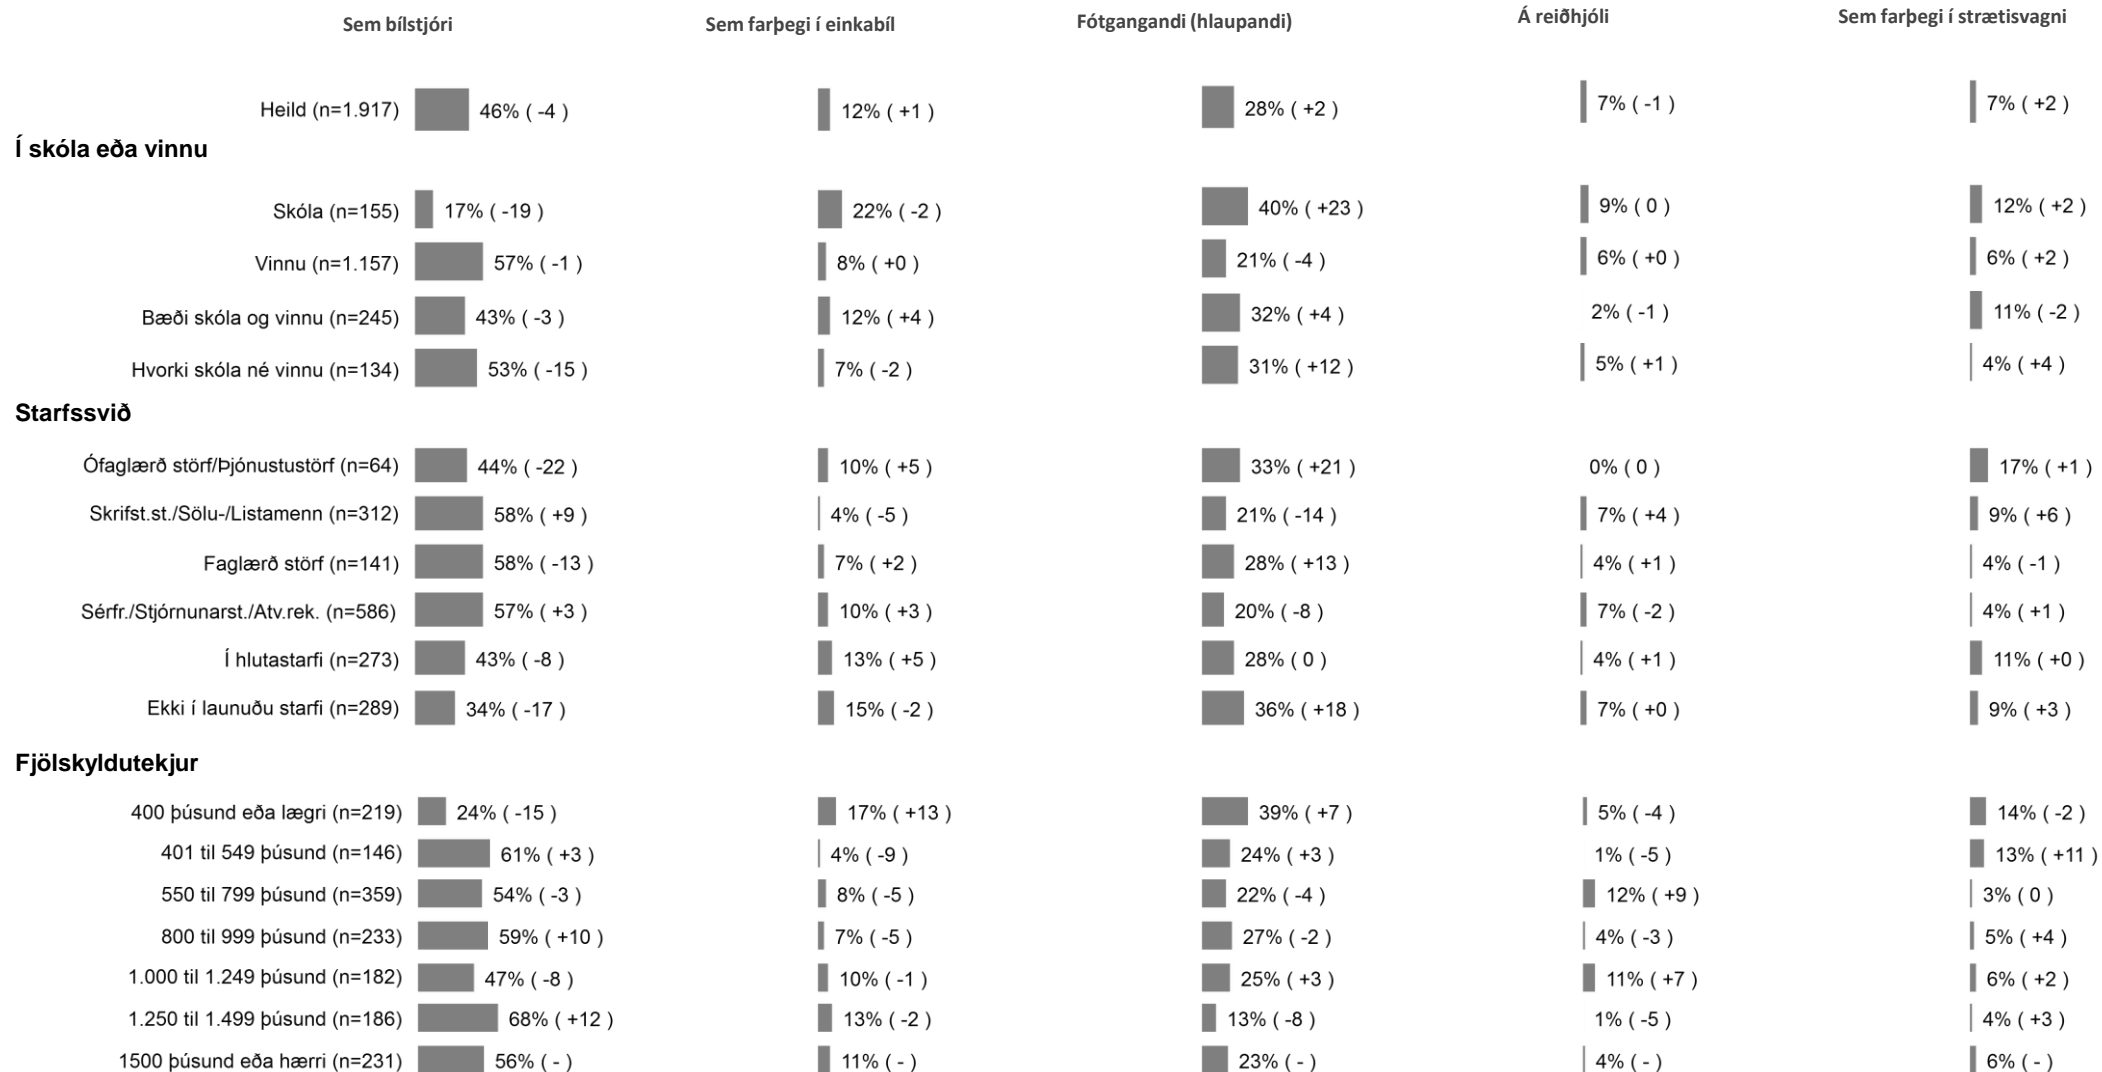 Sem bílstjóri Sem farþegi í einkabíl Fótgangandi (hlaupandi) Á reiðhjóli Sem farþegi í strætisvagni
Heild (n=1.917) 46% ( -4 ) 12% ( +1 ) 28% ( +2 ) 7% ( -1 ) 7% ( +2 )
Í skóla eða vinnu
Skóla (n=155) 17% ( -19 ) 22% ( -2 ) 40% ( +23 ) 9% ( 0 ) 12% ( +2 )
Vinnu (n=1.157) 57% ( -1 ) 8% ( +0 ) 21% ( -4 ) 6% ( +0 ) 6% ( +2 )
Bæði skóla og vinnu (n=245) 43% ( -3 ) 12% ( +4 ) 32% ( +4 ) 2% ( -1 ) 11% ( -2 )
Hvorki skóla né vinnu (n=134) 53% ( -15 ) 7% ( -2 ) 31% ( +12 ) 5% ( +1 ) 4% ( +4 )
Starfssvið
Ófaglærð störf/Þjónustustörf (n=64) 44% ( -22 ) 10% ( +5 ) 33% ( +21 ) 0% ( 0 ) 17% ( +1 )
Skrifst.st./Sölu-/Listamenn (n=312) 58% ( +9 ) 4% ( -5 ) 21% ( -14 ) 7% ( +4 ) 9% ( +6 )
Faglærð störf (n=141) 58% ( -13 ) 7% ( +2 ) 28% ( +13 ) 4% ( +1 ) 4% ( -1 )
Sérfr./Stjórnunarst./Atv.rek. (n=586) 57% ( +3 ) 10% ( +3 ) 20% ( -8 ) 7% ( -2 ) 4% ( +1 )
Í hlutastarfi (n=273) 43% ( -8 ) 13% ( +5 ) 28% ( 0 ) 4% ( +1 ) 11% ( +0 )
Ekki í launuðu starfi (n=289) 34% ( -17 ) 15% ( -2 ) 36% ( +18 ) 7% ( +0 ) 9% ( +3 )
Fjölskyldutekjur
400 þúsund eða lægri (n=219) 24% ( -15 ) 17% ( +13 ) 39% ( +7 ) 5% ( -4 ) 14% ( -2 )
401 til 549 þúsund (n=146) 61% ( +3 ) 4% ( -9 ) 24% ( +3 ) 1% ( -5 ) 13% ( +11 )
550 til 799 þúsund (n=359) 54% ( -3 ) 8% ( -5 ) 22% ( -4 ) 12% ( +9 ) 3% ( 0 )
800 til 999 þúsund (n=233) 59% ( +10 ) 7% ( -5 ) 27% ( -2 ) 4% ( -3 ) 5% ( +4 )
1.000 til 1.249 þúsund (n=182) 47% ( -8 ) 10% ( -1 ) 25% ( +3 ) 11% ( +7 ) 6% ( +2 )
1.250 til 1.499 þúsund (n=186) 68% ( +12 ) 13% ( -2 ) 13% ( -8 ) 1% ( -5 ) 4% ( +3 )
1500 þúsund eða hærri (n=231) 56% ( - ) 11% ( - ) 23% ( - ) 4% ( - ) 6% ( - )